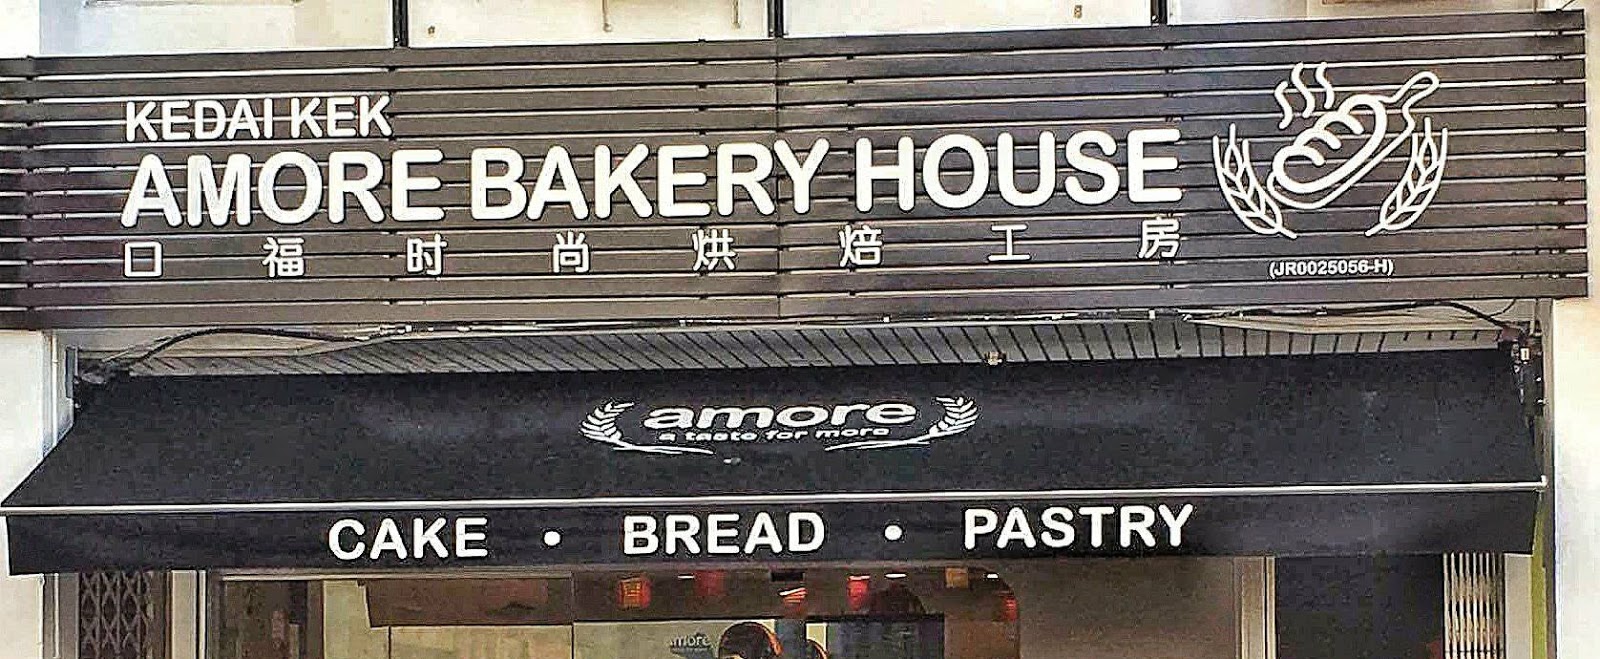 KEDAI KEK
AMORE BAKERY HOUSE
口福时尚烘焙工房
(JR0025056-H)
amore
a taste for more
CAKE • BREAD • PASTRY
amore